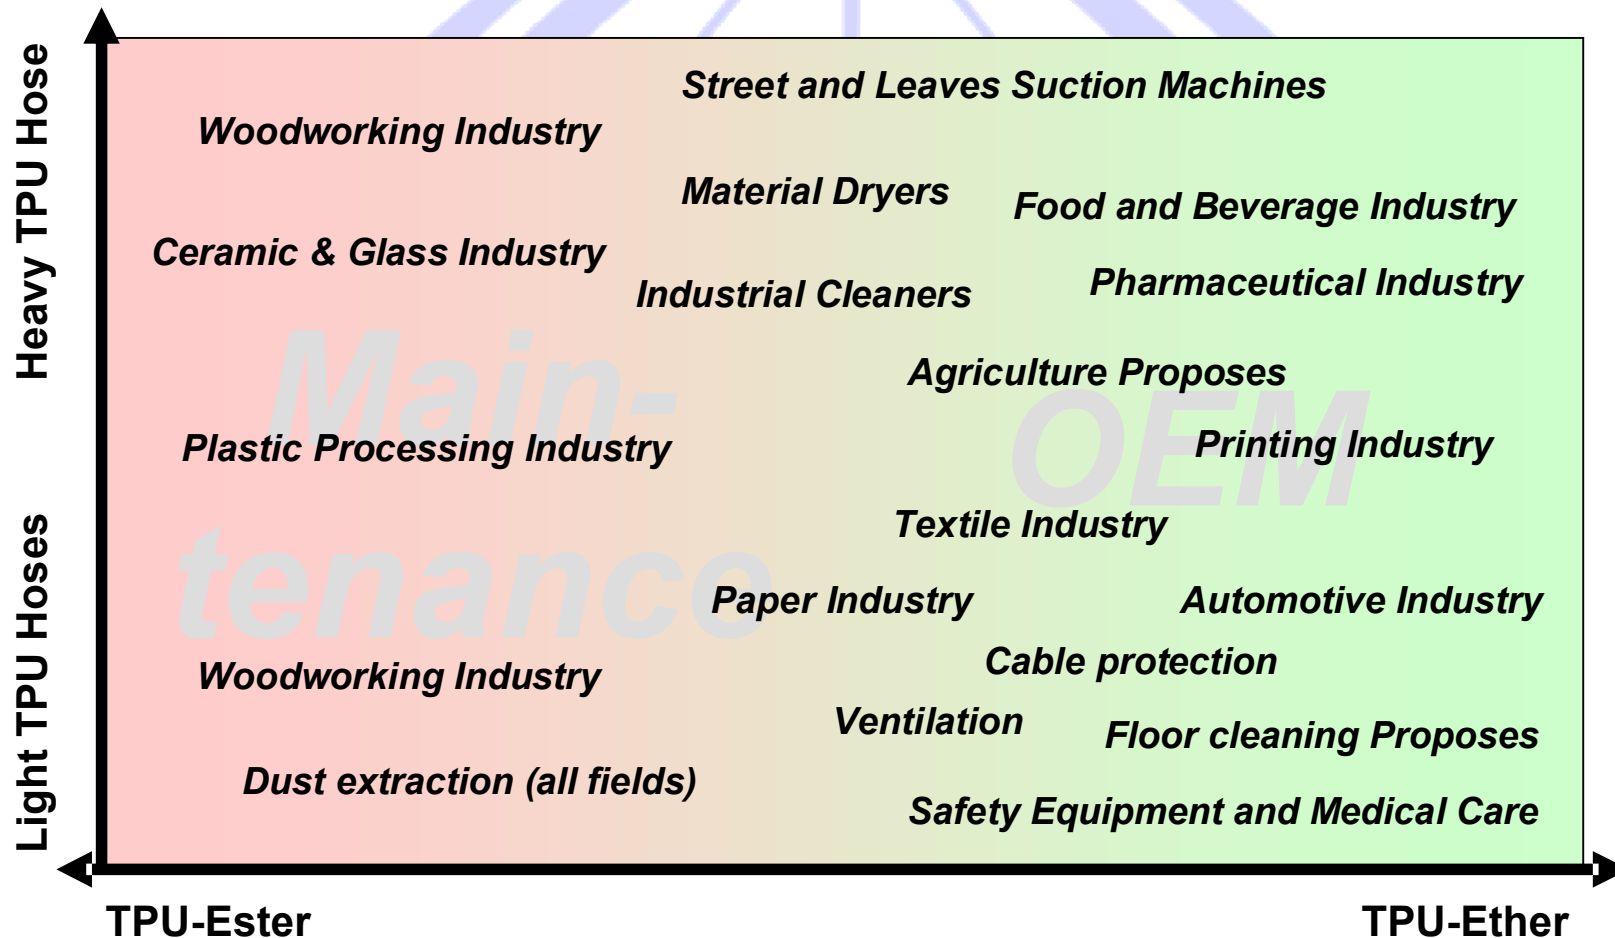 Heavy TPU Hose
Light TPU Hoses
Street and Leaves Suction Machines
Woodworking Industry
Material Dryers
Food and Beverage Industry
Ceramic & Glass Industry
Pharmaceutical Industry
Industrial Cleaners
Main-
tenance
OEM
Agriculture Proposes
Plastic Processing Industry
Printing Industry
Textile Industry
Paper Industry
Automotive Industry
Cable protection
Woodworking Industry
Ventilation
Floor cleaning Proposes
Dust extraction (all fields)
Safety Equipment and Medical Care
TPU-Ester
TPU-Ether